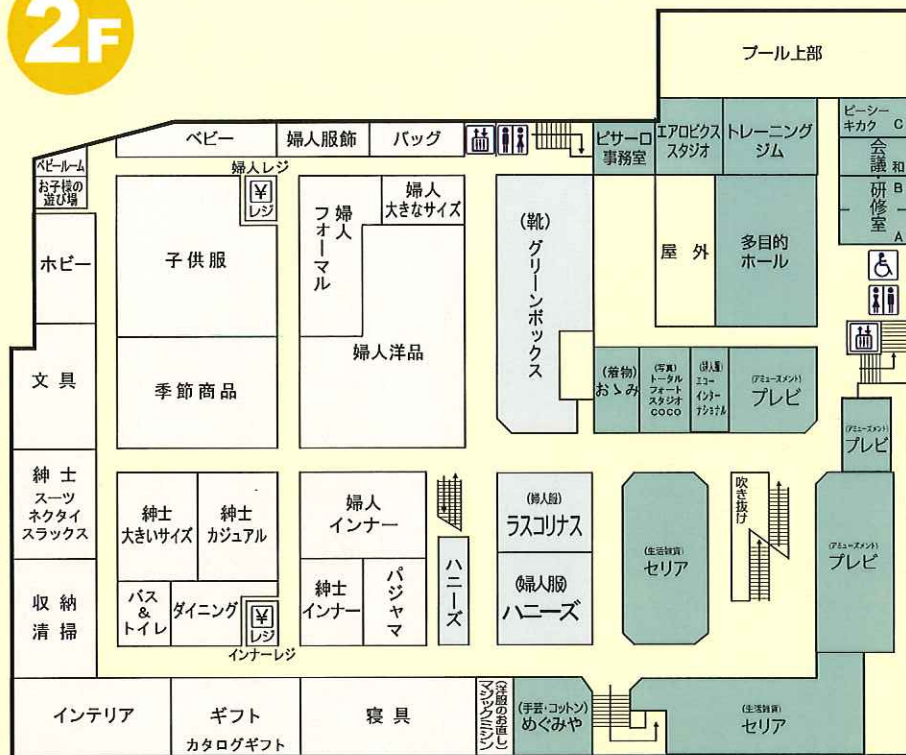 2F
プール上部
ベビー
婦人服飾
バッグ
ピサーロ
事務室
エアロビクス
スタジオ
トレーニング
ジム
ピーシー
キカク C
会議・研修室
和
B
A
ベビールーム
お子様の
遊び場
婦人レジ
¥
レジ
子供服
婦人
フォーマル
婦人
大きなサイズ
(靴)
グリーンボックス
屋外
多目的
ホール
ホビー
文具
季節商品
婦人洋品
(着物)
おゝみ
(写真)
トータル
フォート
スタジオ
COCO
(婦人服)
エコー
インター
ナショナル
(アミューズメント)
プレビ
(アミューズメント)
プレビ
紳士
スーツ
ネクタイ
スラックス
紳士
大きいサイズ
紳士
カジュアル
婦人
インナー
(婦人服)
ラスコリナス
(生活雑貨)
セリア
吹き抜け
(アミューズメント)
プレビ
収納
清掃
バス
&
トイレ
ダイニング
¥
レジ
インナーレジ
紳士
インナー
パジャマ
ハニーズ
(婦人服)
ハニーズ
インテリア
ギフト
カタログギフト
寝具
(洋服のお直し)
マジックミシン
(手芸・コットン)
めぐみや
(生活雑貨)
セリア